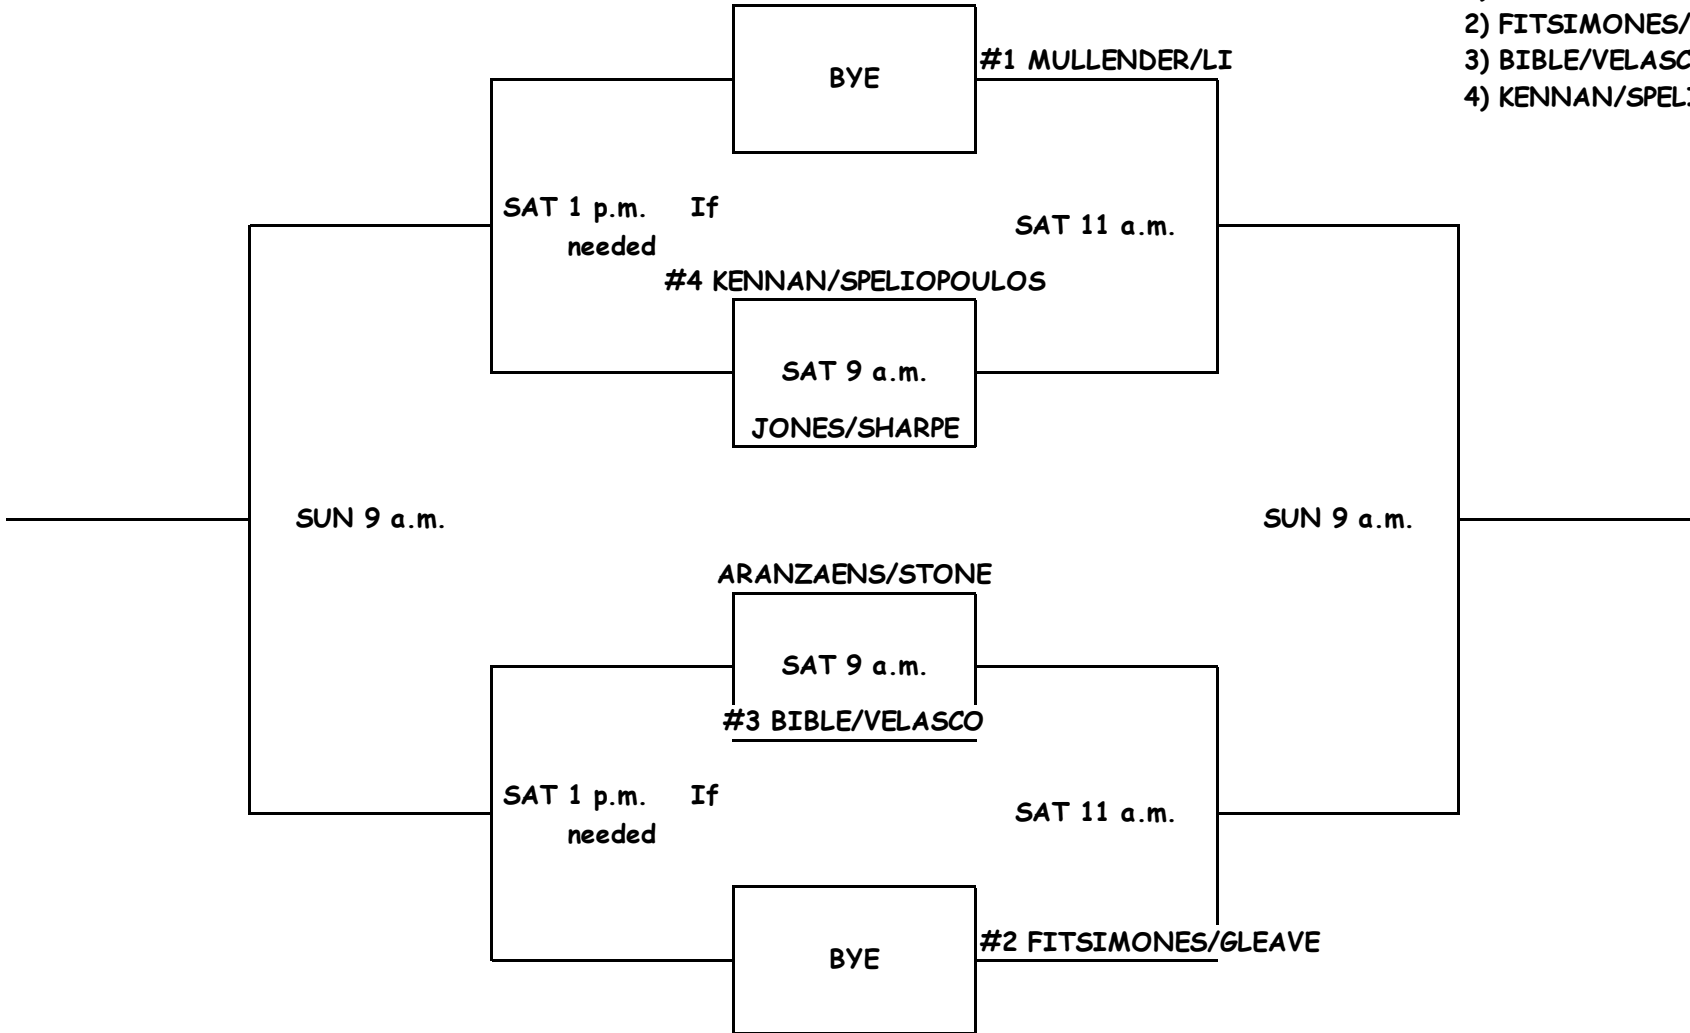 2) FITSIMONES/
#1 MULLENDER/LI
3) BIBLE/VELASC
BYE
4) KENNAN/SPEL
SAT 1 p.m. If
needed
SAT 11 a.m.
#4 KENNAN/SPELIOPOULOS
SAT 9 a.m.
JONES/SHARPE
SUN 9 a.m.
SUN 9 a.m.
ARANZAENS/STONE
SAT 9 a.m.
#3 BIBLE/VELASCO
SAT 1 p.m. If
needed
SAT 11 a.m.
#2 FITSIMONES/GLEAVE
BYE